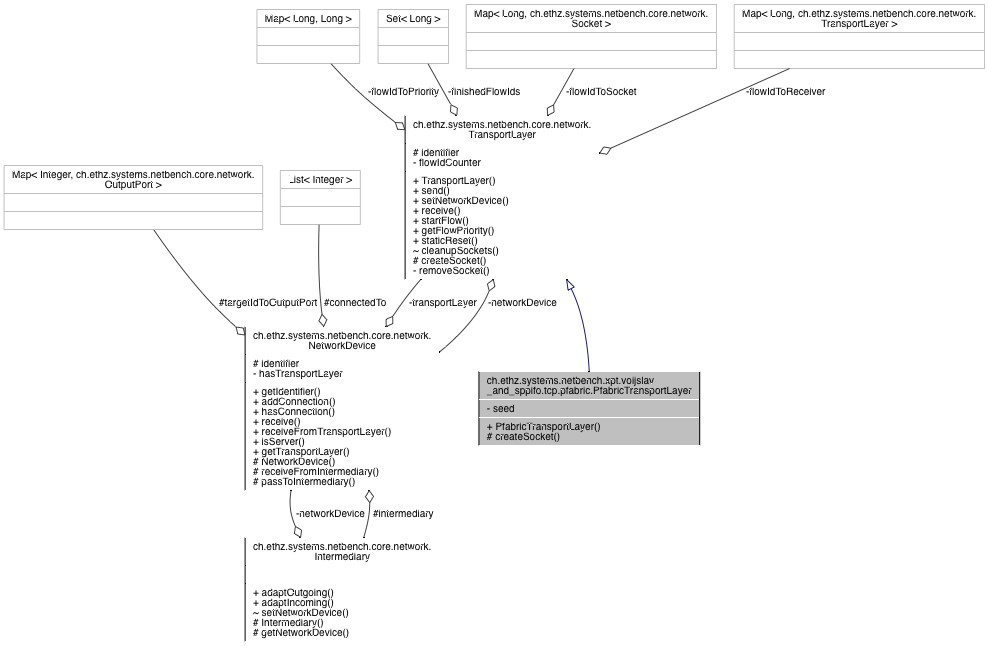 Map< Long, Long >
Set< Long >
Map< Long, ch.ethz.systems.netbench.core.network.
Socket >
Map< Long, ch.ethz.systems.netbench.core.network.
TransportLayer >
-flowIdToPriority
-finishedFlowIds
-flowIdToSocket
-flowIdToReceiver
ch.ethz.systems.netbench.core.network.
TransportLayer
# identifier
- flowIdCounter
+ TransportLayer()
+ send()
+ setNetworkDevice()
+ receive()
+ startFlow()
+ getFlowPriority()
+ staticReset()
~ cleanupSockets()
# createSocket()
- removeSocket()
Map< Integer, ch.ethz.systems.netbench.core.network.
OutputPort >
List< Integer >
#targetIdToOutputPort
#connectedTo
-transportLayer
-networkDevice
ch.ethz.systems.netbench.core.network.
NetworkDevice
# identifier
- hasTransportLayer
+ getIdentifier()
+ addConnection()
+ hasConnection()
+ receive()
+ receiveFromTransportLayer()
+ isServer()
+ getTransportLayer()
# NetworkDevice()
# receiveFromIntermediary()
# passToIntermediary()
ch.ethz.systems.netbench.xpt.voijslav
_and_sppifo.tcp.pfabric.PfabricTransportLayer
- seed
+ PfabricTransportLayer()
# createSocket()
-networkDevice
#intermediary
ch.ethz.systems.netbench.core.network.
Intermediary
+ adaptOutgoing()
+ adaptIncoming()
~ setNetworkDevice()
# Intermediary()
# getNetworkDevice()